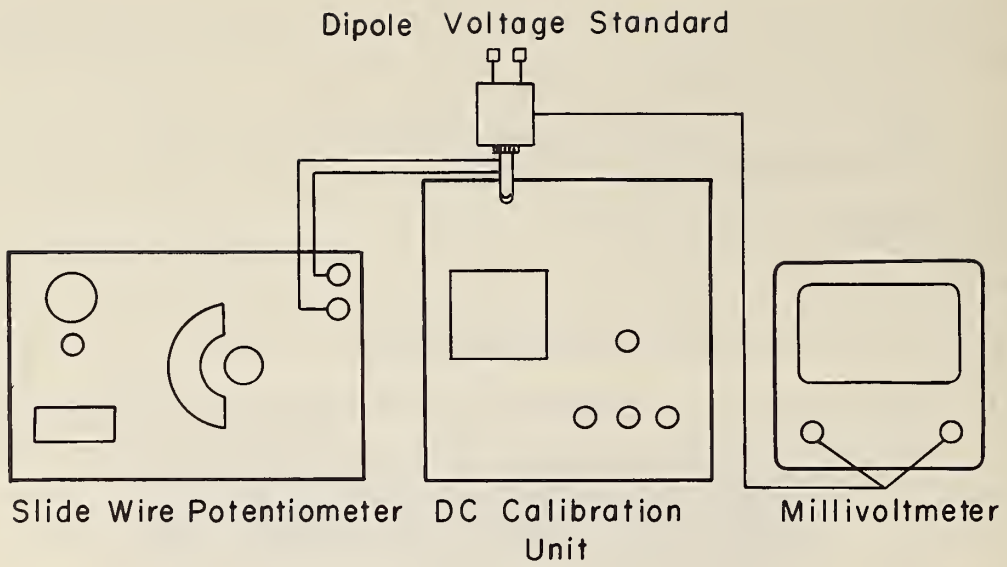 Dipole Voltage Standard
Slide Wire Potentiometer
DC Calibration
Unit
Millivoltmeter